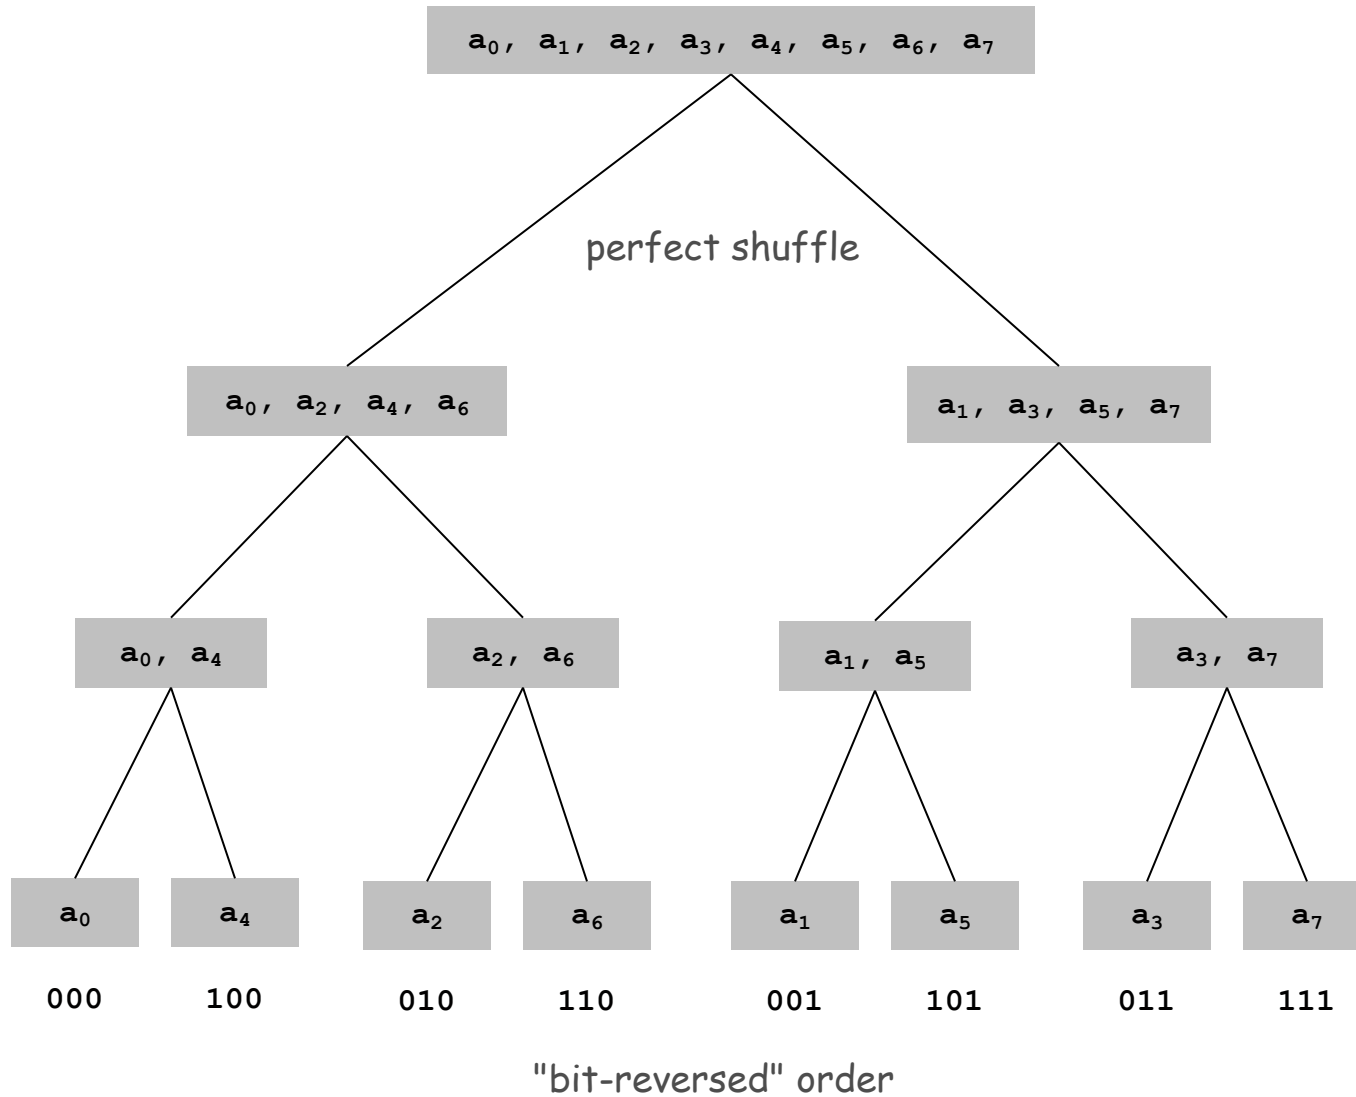 a₀, a₁, a₂, a₃, a₄, a₅, a₆, a₇
perfect shuffle
a₀, a₂, a₄, a₆
a₁, a₃, a₅, a₇
a₀, a₄
a₂, a₆
a₁, a₅
a₃, a₇
a₀ a₄ a₂ a₆ a₁ a₅ a₃ a₇
000 100 010 110 001 101 011 111
"bit-reversed" order